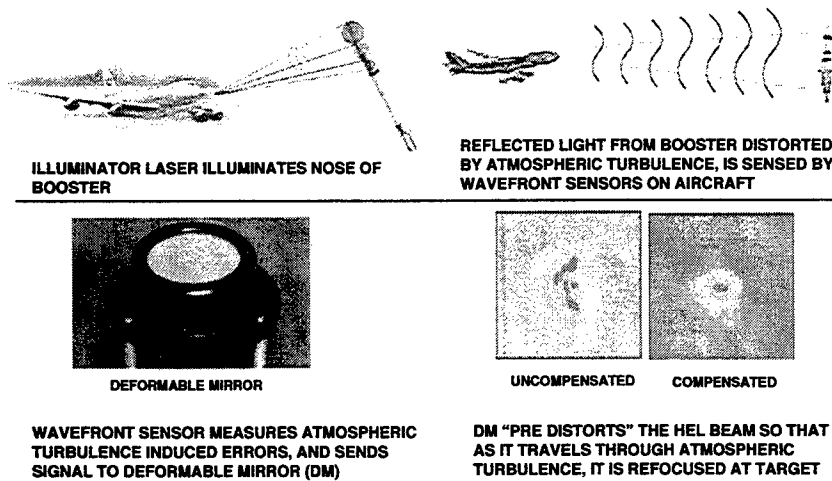 ILLUMINATOR LASER ILLUMINATES NOSE OF
BOOSTER
REFLECTED LIGHT FROM BOOSTER DISTORTED
BY ATMOSPHERIC TURBULENCE, IS SENSED BY
WAVEFRONT SENSORS ON AIRCRAFT
DEFORMABLE MIRROR
WAVEFRONT SENSOR MEASURES ATMOSPHERIC
TURBULENCE INDUCED ERRORS, AND SENDS
SIGNAL TO DEFORMABLE MIRROR (DM)
UNCOMPENSATED COMPENSATED
DM “PRE DISTORTS” THE HEL BEAM SO THAT
AS IT TRAVELS THROUGH ATMOSPHERIC
TURBULENCE, IT IS REFOCUSED AT TARGET